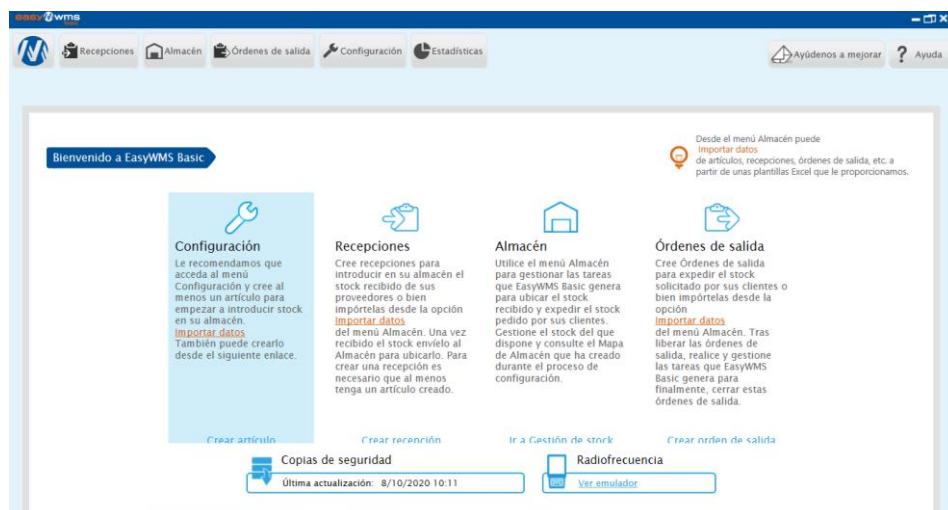 easy wms
Recepciones
Almacén
Órdenes de salida
Configuración
Estadísticas
Ayúdenos a mejorar
? Ayuda
Bienvenido a EasyWMS Basic
Desde el menú Almacén puede
Importar datos
de artículos, recepciones, órdenes de salida, etc. a
partir de unas plantillas Excel que le proporcionamos.
Configuración
Le recomendamos que
acceda al menú
Configuración y cree al
menos un artículo para
empezar a introducir stock
en su almacén.
Importar datos
También puede crearlo
desde el siguiente enlace.
Crear artículo
Recepciones
Cree recepciones para
introducir en su almacén el
stock recibido de sus
proveedores o bien
impórtelas desde la opción
Importar datos
del menú Almacén. Una vez
recibido el stock envíelo al
Almacén para ubicarlo. Para
crear una recepción es
necesario que al menos
tenga un artículo creado.
Crear recepción
Almacén
Utilice el menú Almacén
para gestionar las tareas
que EasyWMS Basic genera
para ubicar el stock
recibido y expedir el stock
pedido por sus clientes.
Gestione el stock del que
dispone y consulte el Mapa
de Almacén que ha creado
durante el proceso de
configuración.
Ir a Gestión de stock
Órdenes de salida
Cree Órdenes de salida
para expedir el stock
solicitado por sus clientes o
bien impórtelas desde la
opción
Importar datos
del menú Almacén. Tras
liberar las órdenes de
salida, realice y gestione
las tareas que EasyWMS
Basic genera para
finalmente, cerrar estas
órdenes de salida.
Crear orden de salida
Copias de seguridad
Última actualización: 8/10/2020 10:11
Radiofrecuencia
Ver emulador